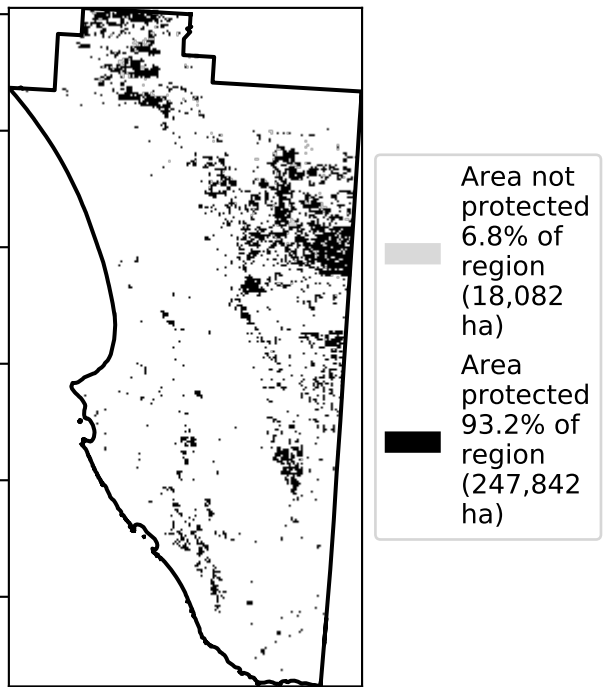 Area not
protected
6.8% of
region
(18,082
ha)
Area
protected
93.2% of
region
(247,842
ha)